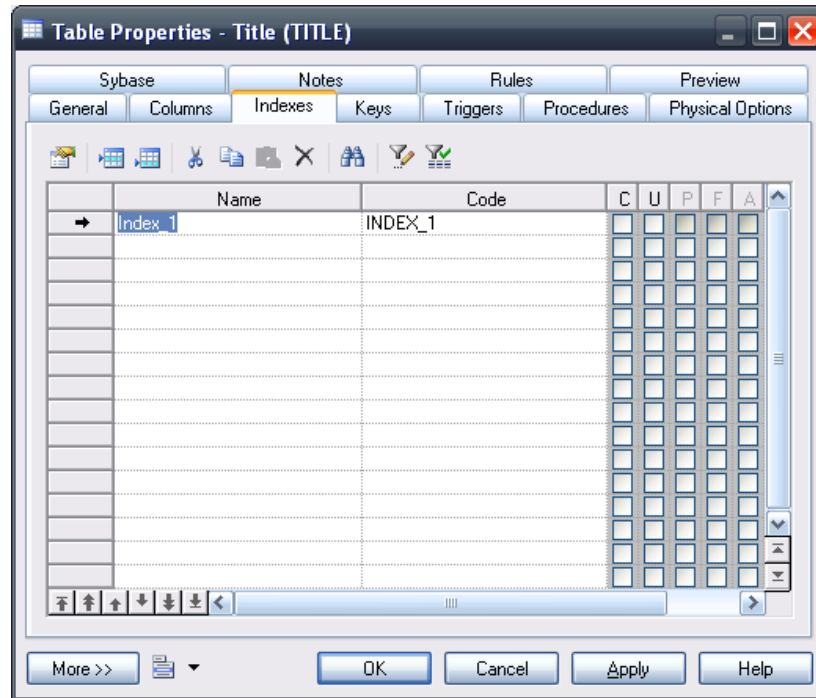 Table Properties - Title (TITLE)
Sybase Notes Rules Preview
General Columns Indexes Keys Triggers Procedures Physical Options
Name Code C U P F A
Index_1 INDEX_1
More >> OK Cancel Apply Help